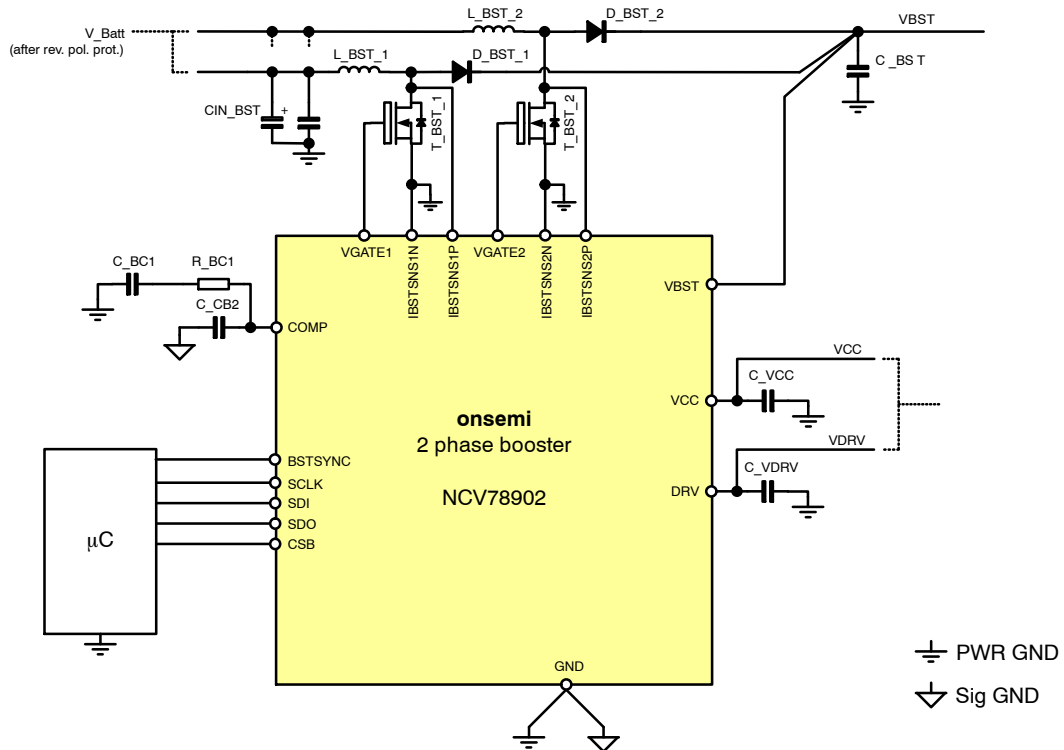 L_BST_2
D_BST_2
VBST
V_Batt
(after rev. pol. prot.)
L_BST_1
D_BST_1
C _BS T
CIN_BST
+
T_BST_1
T_BST_2
VGATE1
IBSTSNS1N
IBSTSNS1P
VGATE2
IBSTSNS2N
IBSTSNS2P
C_BC1
R_BC1
VBST
C_CB2
COMP
VCC
C_VCC
VCC
onsemi
2 phase booster
NCV78902
VDRV
C_VDRV
DRV
BSTSYNC
SCLK
SDI
SDO
CSB
μC
GND
PWR GND
Sig GND